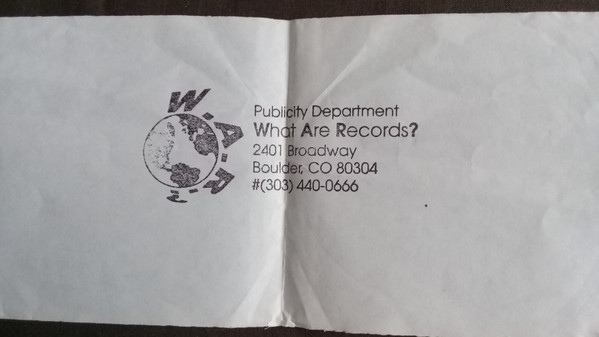 W.A.R.?
Publicity Department
What Are Records?
2401 Broadway
Boulder, CO 80304
#(303) 440-0666